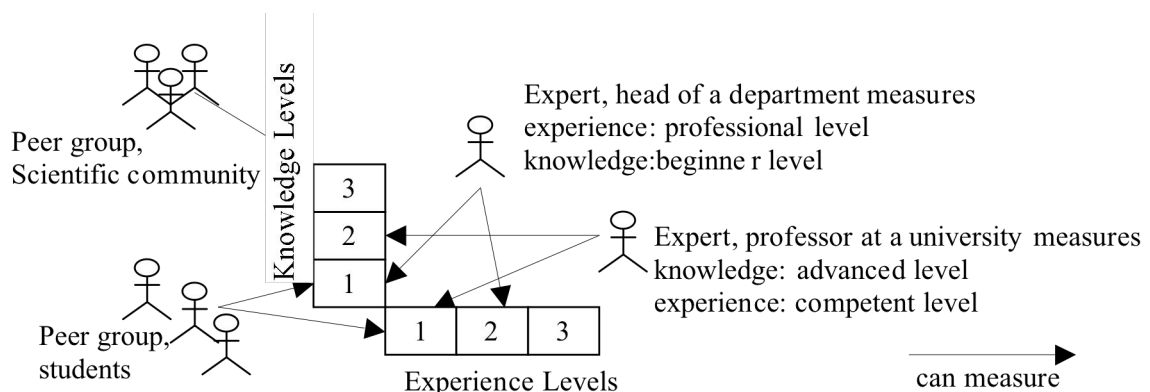 Expert, head of a department measures
experience: professional level
knowledge:beginne r level
Peer group,
Scientific community
Knowledge Levels
3
2
1
Expert, professor at a university measures
knowledge: advanced level
experience: competent level
Peer group,
students
1 2 3
Experience Levels
can measure